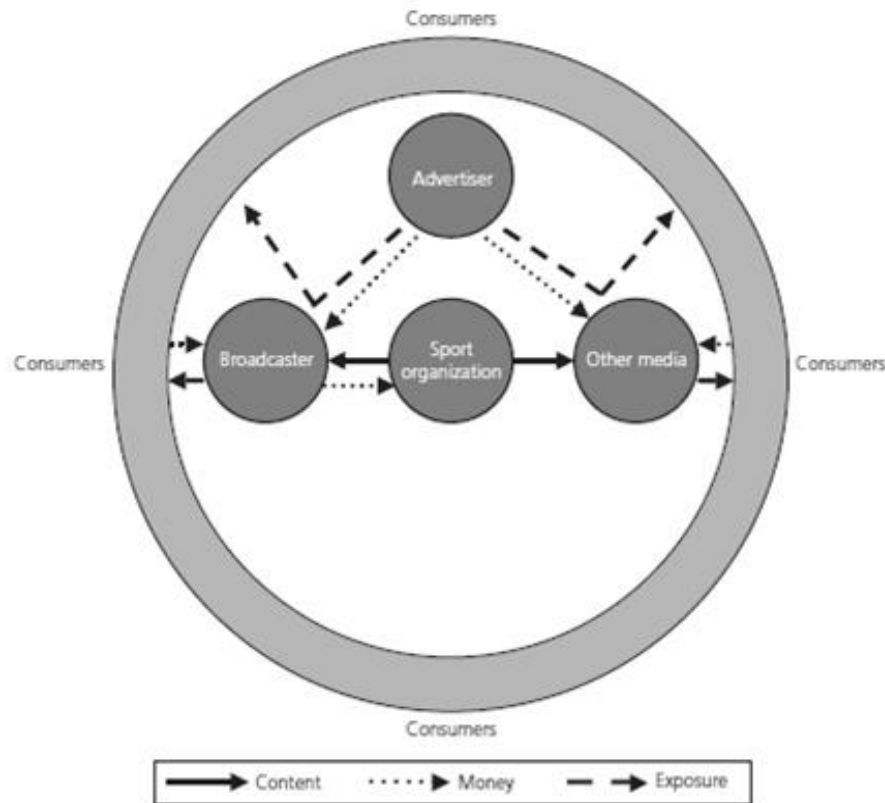 Consumers
Advertiser
Consumers
Broadcaster
Sport
organization
Other media
Consumers
Consumers
Content
Money
Exposure